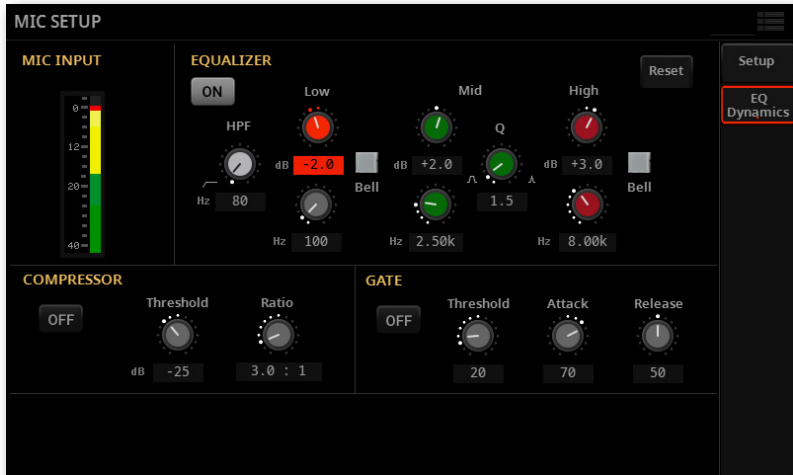 MIC SETUP
MIC INPUT
0
12
20
40
EQUALIZER
ON
Reset
Low
Mid
High
HPF
Q
dB -2.0
Bell
dB +2.0
dB +3.0
Bell
Hz 80
1.5
Hz 100
Hz 2.50k
Hz 8.00k
Setup
EQ
Dynamics
COMPRESSOR
OFF
Threshold
Ratio
dB -25
3.0 : 1
GATE
OFF
Threshold
Attack
Release
20
70
50